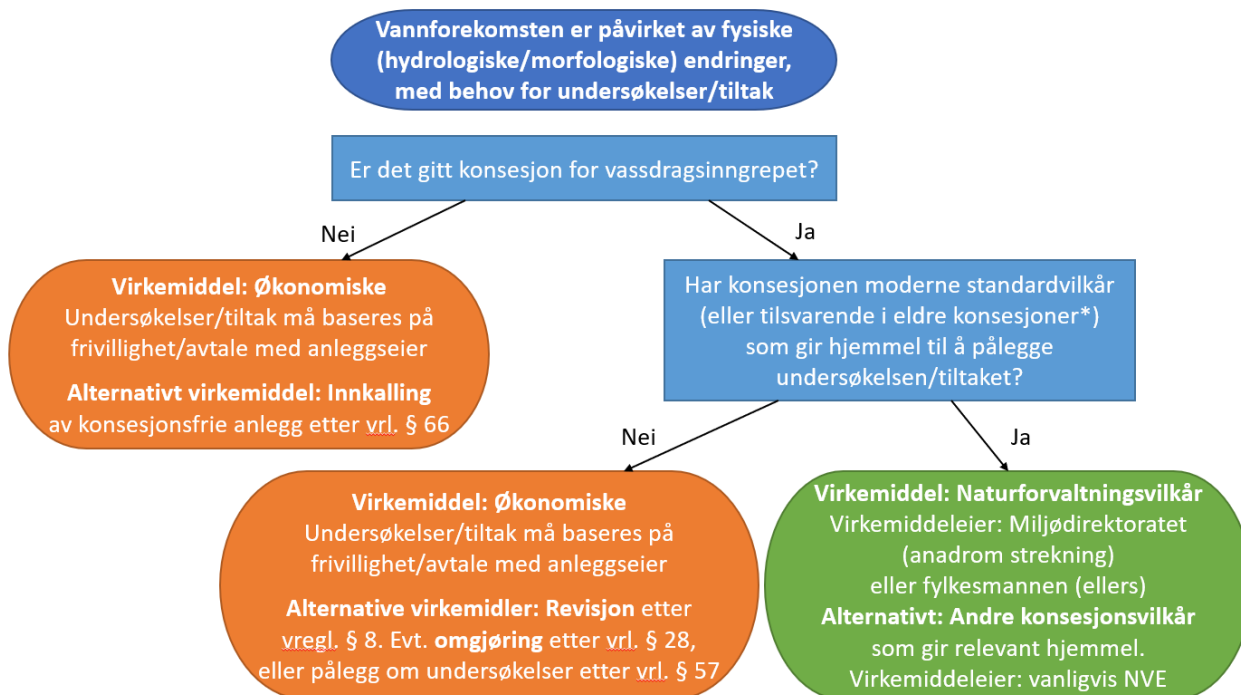 Vannforekomsten er påvirket av fysiske
(hydrologiske/morfologiske) endringer,
med behov for undersøkelser/tiltak
Er det gitt konsesjon for vassdragsinngrepet?
Nei
Ja
Virkemiddel: Økonomiske
Undersøkelser/tiltak må baseres på
frivillighet/avtale med anleggseier
Alternativt virkemiddel: Innkalling
av konsesjonsfrie anlegg etter vrl. § 66
Har konsesjonen moderne standardvilkår
(eller tilsvarende i eldre konsesjoner*)
som gir hjemmel til å pålegge
undersøkelsen/tiltaket?
Nei
Ja
Virkemiddel: Økonomiske
Undersøkelser/tiltak må baseres på
frivillighet/avtale med anleggseier
Alternative virkemidler: Revisjon etter
vregl. § 8. Evt. omgjøring etter vrl. § 28,
eller pålegg om undersøkelser etter vrl. § 57
Virkemiddel: Naturforvaltningsvilkår
Virkemiddeleier: Miljødirektoratet
(anadrom strekning)
eller fylkesmannen (ellers)
Alternativt: Andre konsesjonsvilkår
som gir relevant hjemmel.
Virkemiddeleier: vanligvis NVE